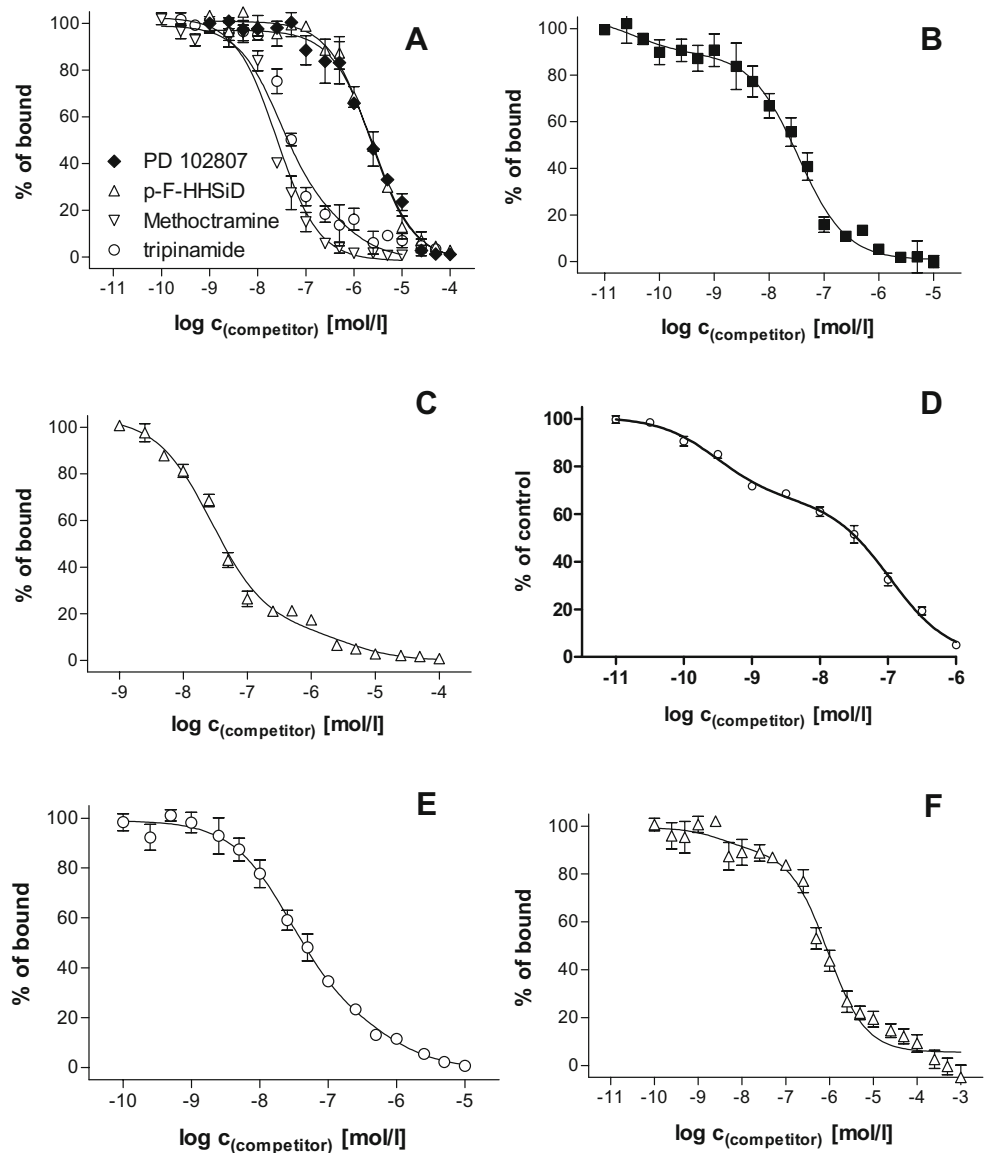 A
% of bound
100
80
60
40
20
0
PD 102807
p-F-HHSiD
Methoctramine
tripinamide
-11 -10 -9 -8 -7 -6 -5 -4
log c(competitor) [mol/l]
B
% of bound
100
80
60
40
20
0
-11 -10 -9 -8 -7 -6 -5
log c(competitor) [mol/l]
C
% of bound
100
80
60
40
20
0
-9 -8 -7 -6 -5 -4
log c(competitor) [mol/l]
D
% of control
100
80
60
40
20
0
-11 -10 -9 -8 -7 -6
log c(competitor) [mol/l]
E
% of bound
100
80
60
40
20
0
-10 -9 -8 -7 -6 -5
log c(competitor) [mol/l]
F
% of bound
100
80
60
40
20
0
-11 -10 -9 -8 -7 -6 -5 -4 -3
log c(competitor) [mol/l]